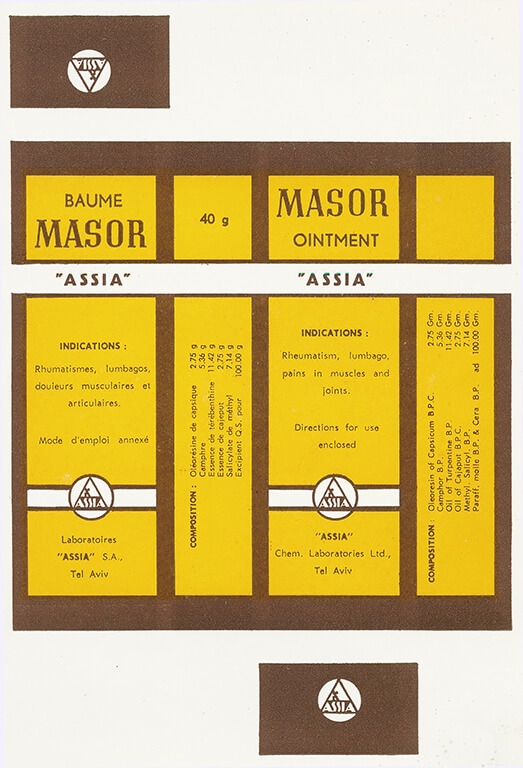 ASSIA
BAUME
MASOR
"ASSIA"
INDICATIONS :
Rhumatismes, lumbagos,
douleurs musculaires et
articulaires.
Mode d'emploi annexé
ASSIA
Laboratoires
"ASSIA" S.A.,
Tel Aviv
40 g
COMPOSITION : Oléorésine de capsique 2.75 g
Camphre 5.36 g
Essence de térébenthine 11.42 g
Essence de cajeput 2.75 g
Salicylate de méthyl 7.14 g
Excipient Q.S. pour 100.00 g
MASOR
OINTMENT
"ASSIA"
INDICATIONS :
Rheumatism, lumbago,
pains in muscles and
joints.
Directions for use
enclosed
ASSIA
"ASSIA"
Chem. Laboratories Ltd.,
Tel Aviv
COMPOSITION : Oleoresin of Capsicum B.P.C. 2.75 Gm.
Camphor B.P. 5.36 Gm.
Oil of Turpentine B.P. 11.42 Gm.
Oil of Cajaput B.P.C. 2.75 Gm.
Methyl. Salicyl. B.P. 7.14 Gm.
Paraff. molle B.P. & Cera B.P. ad 100.00 Gm.
ASSIA